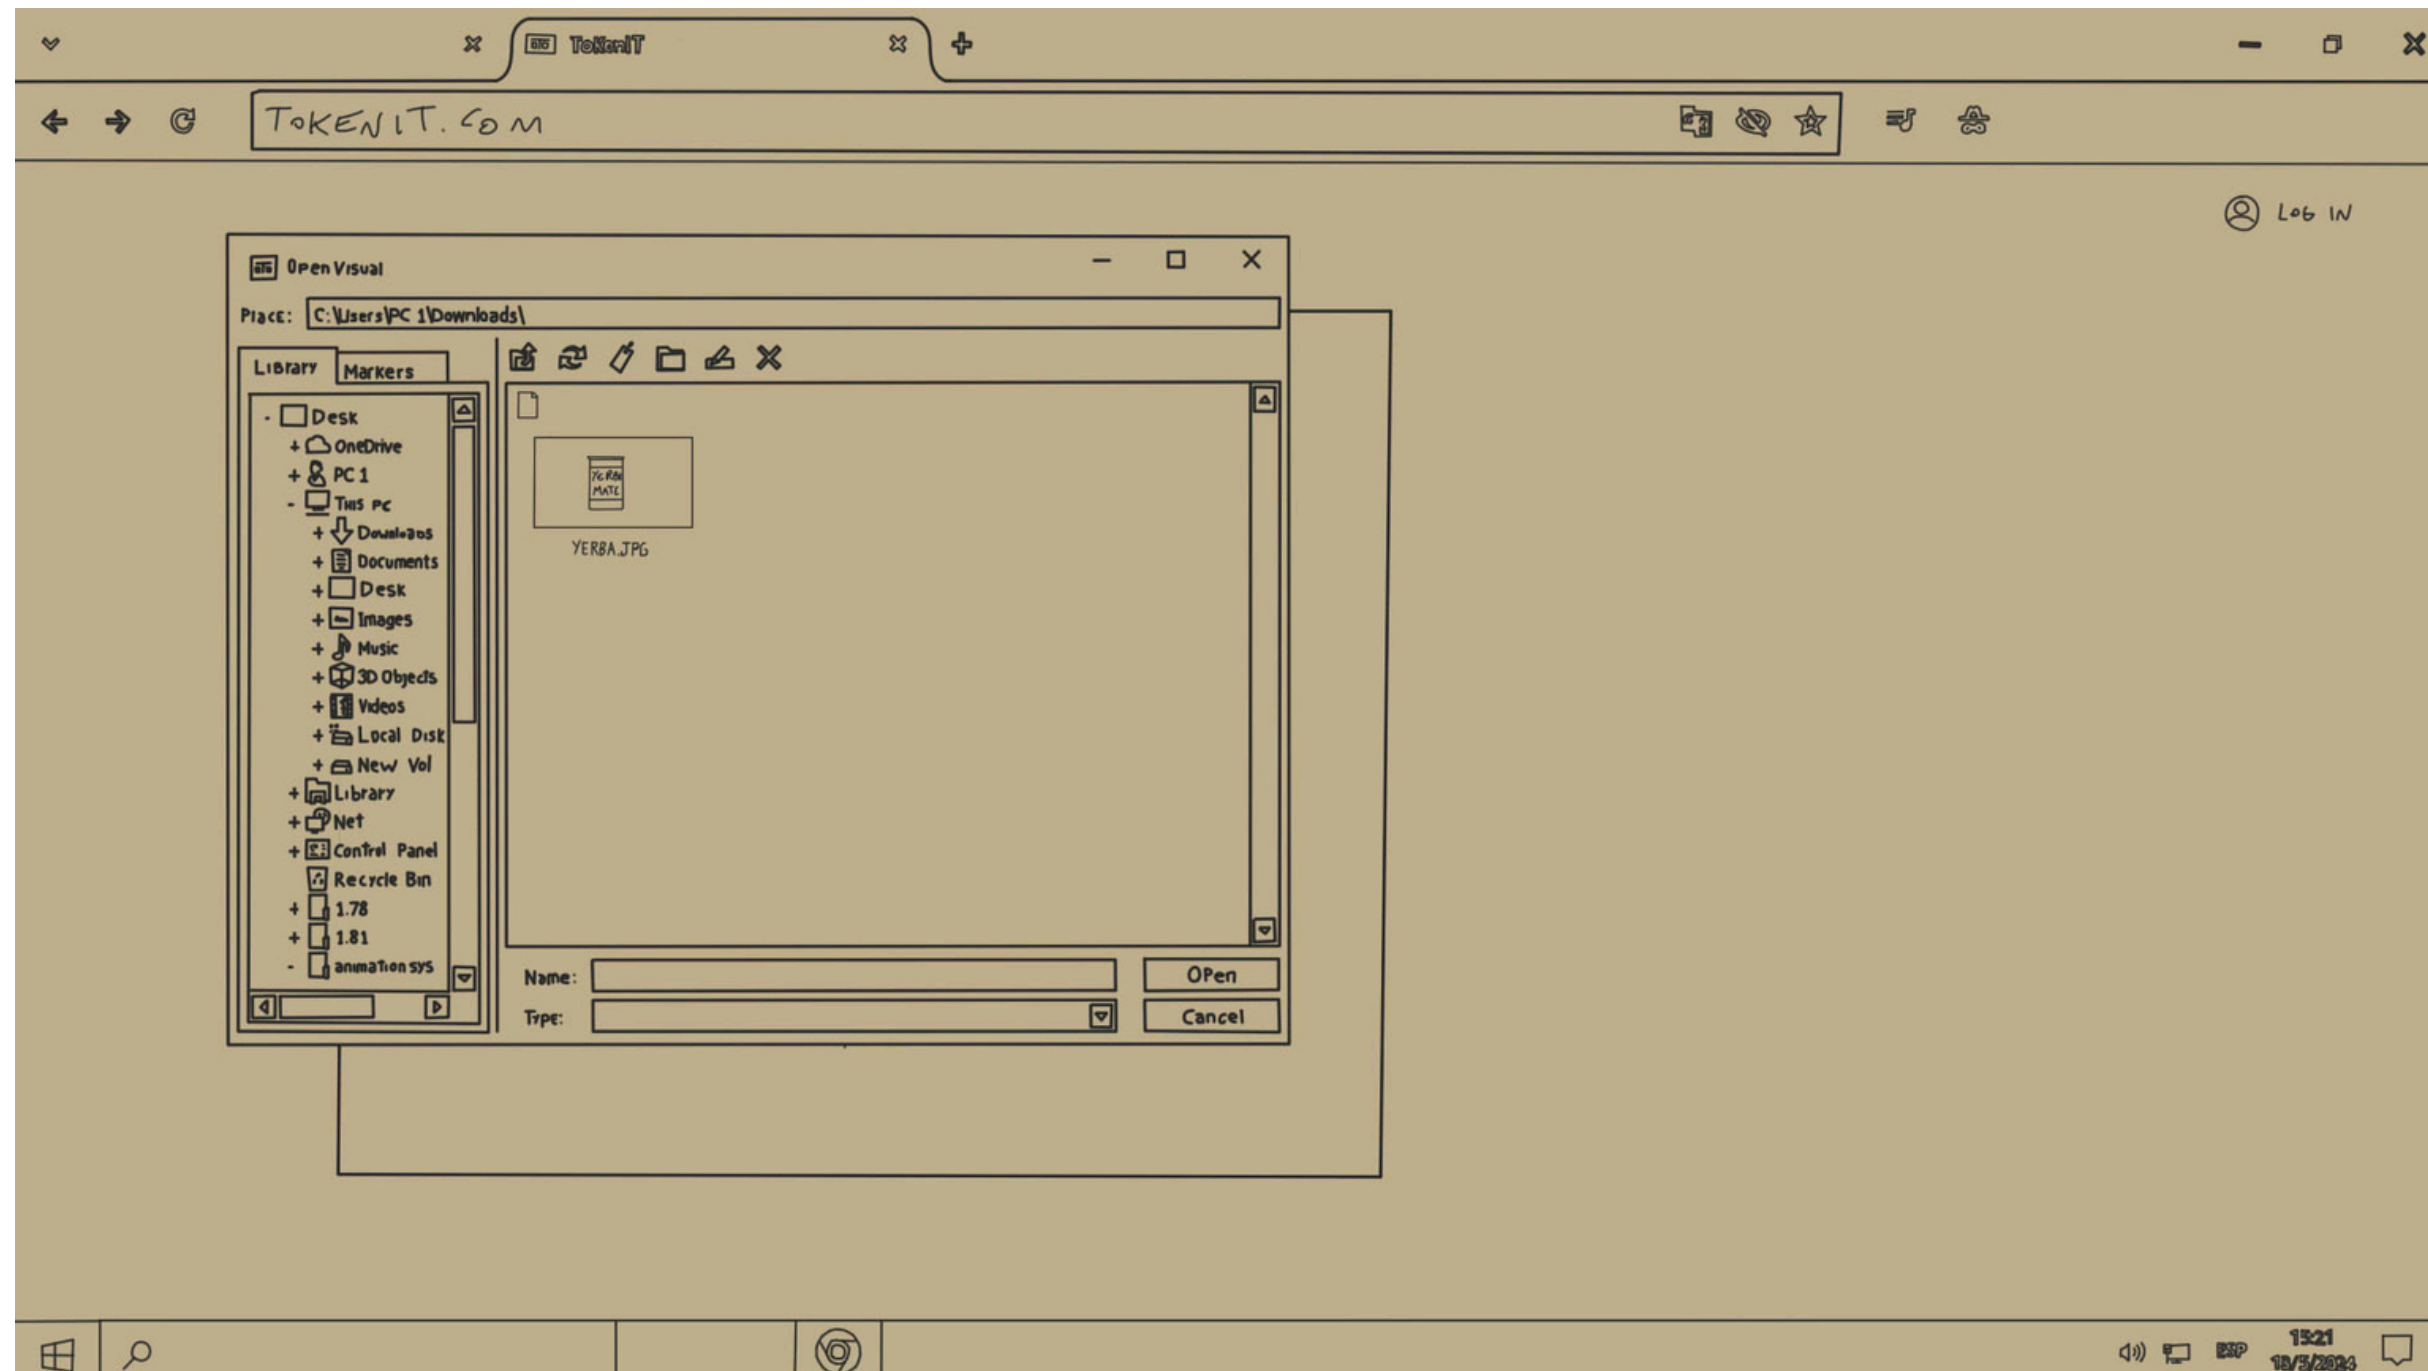 ToKenIT
TOKENIT.COM
LOG IN
Open Visual
Place: C:\Users\PC 1\Downloads\
Library Markers
Desk
OneDrive
PC 1
This PC
Downloads
Documents
Desk
Images
Music
3D Objects
Videos
Local Disk
New Vol
Library
Net
Control Panel
Recycle Bin
1.78
1.81
animation sys
YERBA
MATE
YERBA.JPG
Name:
Open
Type:
Cancel
ESP
15:21